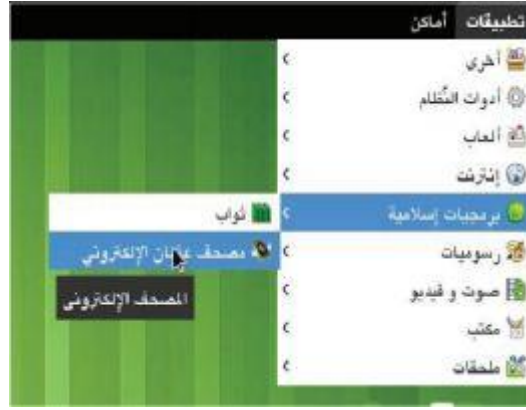 تطبيقات أماكن
أخرى
أدوات النظام
ألعاب
إنترنت
برمجيات إسلامية
رسوميات
صوت و فيديو
مكتب
ملحقات
ثواب
مصحف عثمان الإلكتروني
المصحف الإلكتروني